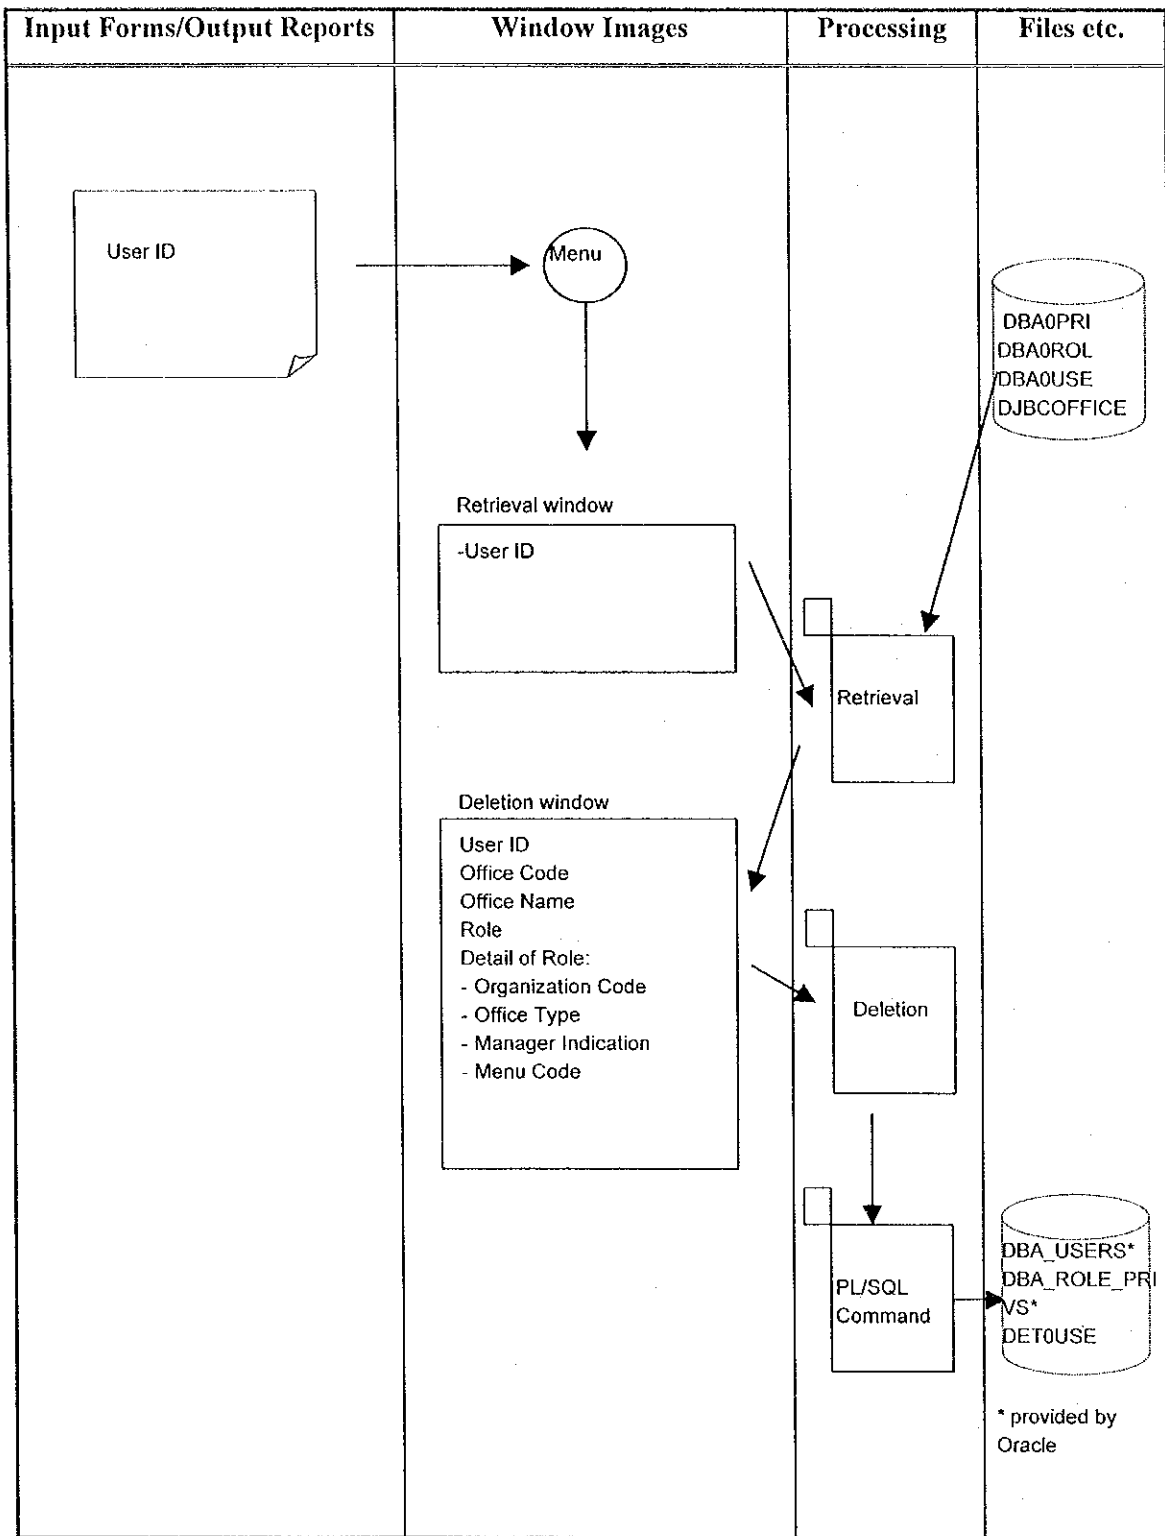 Input Forms/Output Reports
Window Images
Processing
Files etc.
User ID
Menu
DBA0PRI
DBA0ROL
DBA0USE
DJBCOFFICE
Retrieval window
-User ID
Retrieval
Deletion window
User ID
Office Code
Office Name
Role
Detail of Role:
- Organization Code
- Office Type
- Manager Indication
- Menu Code
Deletion
PL/SQL
Command
DBA_USERS*
DBA_ROLE_PRI
VS*
DET0USE
* provided by
Oracle